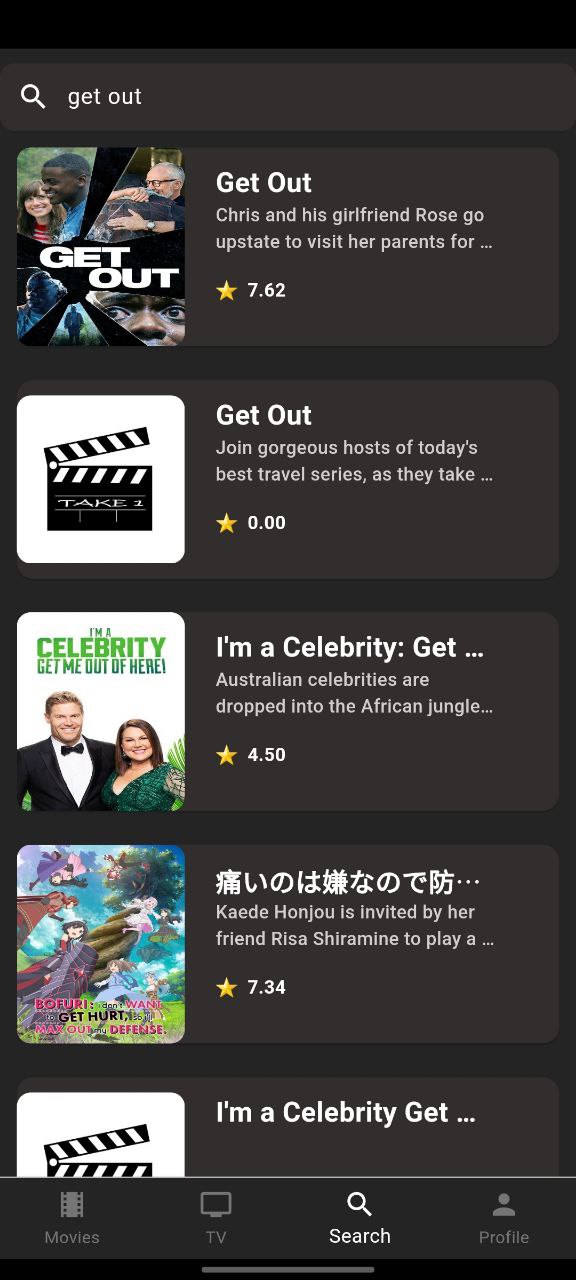 get out
GET
OUT
Get Out
Chris and his girlfriend Rose go
upstate to visit her parents for …
7.62
TAKE 1
Get Out
Join gorgeous hosts of today's
best travel series, as they take …
0.00
I'M A
CELEBRITY
GET ME OUT OF HERE!
I'm a Celebrity: Get …
Australian celebrities are
dropped into the African jungle…
4.50
BOFURI: I don't WANT
to GET HURT, so I'll
MAX OUT my DEFENSE.
痛いのは嫌なので防…
Kaede Honjou is invited by her
friend Risa Shiramine to play a …
7.34
I'm a Celebrity Get …
Movies
TV
Search
Profile